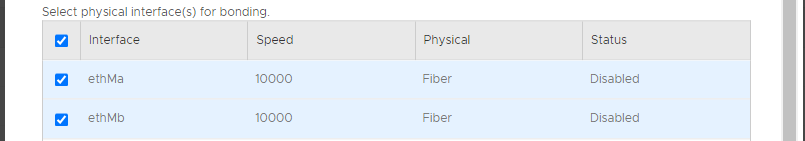 Select physical interface(s) for bonding.
Interface Speed Physical Status
ethMa 10000 Fiber Disabled
ethMb 10000 Fiber Disabled